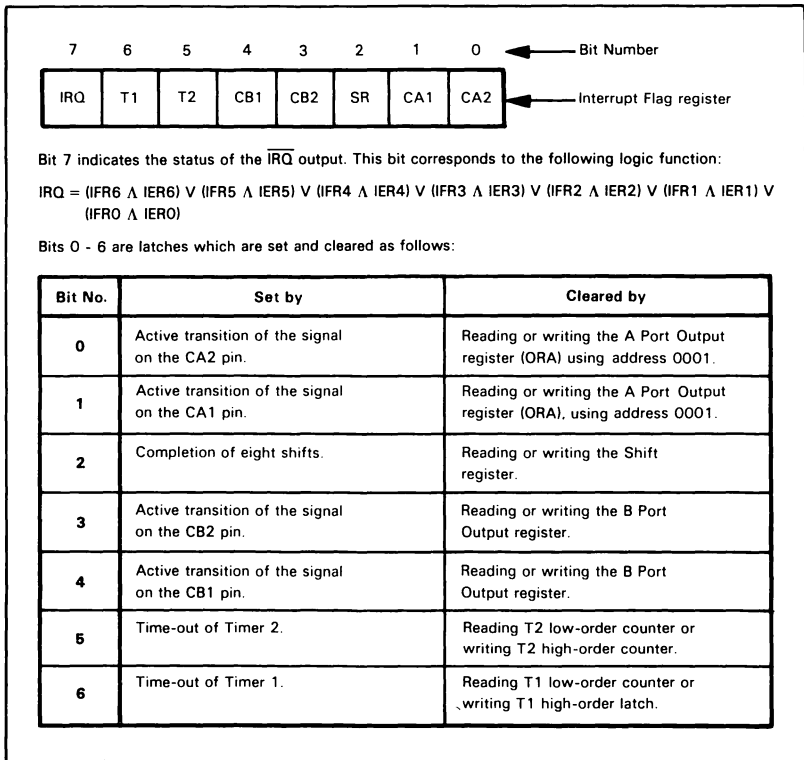 7 6 5 4 3 2 1 0 Bit Number
IRQ T1 T2 CB1 CB2 SR CA1 CA2 Interrupt Flag register
Bit 7 indicates the status of the IRQ output. This bit corresponds to the following logic function:
IRQ = (IFR6 Λ IER6) V (IFR5 Λ IER5) V (IFR4 Λ IER4) V (IFR3 Λ IER3) V (IFR2 Λ IER2) V (IFR1 Λ IER1) V
(IFR0 Λ IER0)
Bits 0 - 6 are latches which are set and cleared as follows:
Bit No. Set by Cleared by
0 Active transition of the signal Reading or writing the A Port Output
on the CA2 pin. register (ORA) using address 0001.
1 Active transition of the signal Reading or writing the A Port Output
on the CA1 pin. register (ORA), using address 0001.
2 Completion of eight shifts. Reading or writing the Shift
register.
3 Active transition of the signal Reading or writing the B Port
on the CB2 pin. Output register.
4 Active transition of the signal Reading or writing the B Port
on the CB1 pin. Output register.
5 Time-out of Timer 2. Reading T2 low-order counter or
writing T2 high-order counter.
6 Time-out of Timer 1. Reading T1 low-order counter or
writing T1 high-order latch.